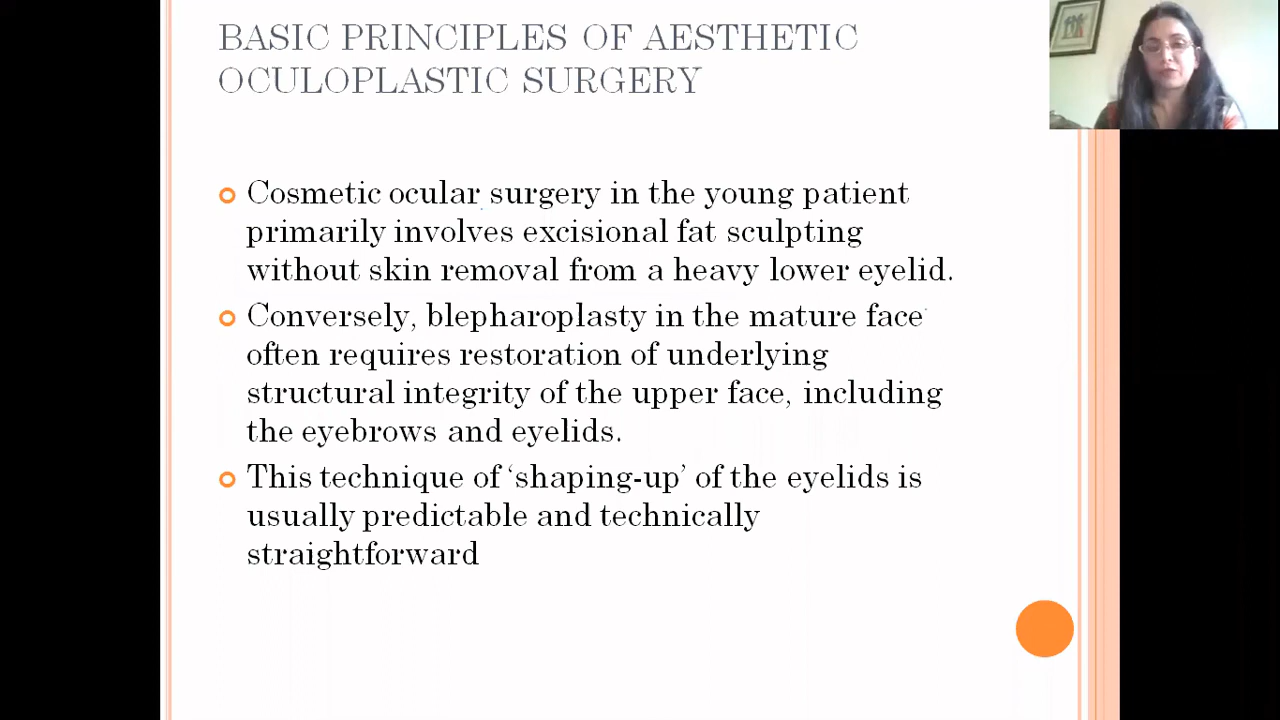 BASIC PRINCIPLES OF AESTHETIC
OCULOPLASTIC SURGERY
Cosmetic ocular surgery in the young patient
primarily involves excisional fat sculpting
without skin removal from a heavy lower eyelid.
Conversely, blepharoplasty in the mature face
often requires restoration of underlying
structural integrity of the upper face, including
the eyebrows and eyelids.
This technique of ‘shaping-up’ of the eyelids is
usually predictable and technically
straightforward